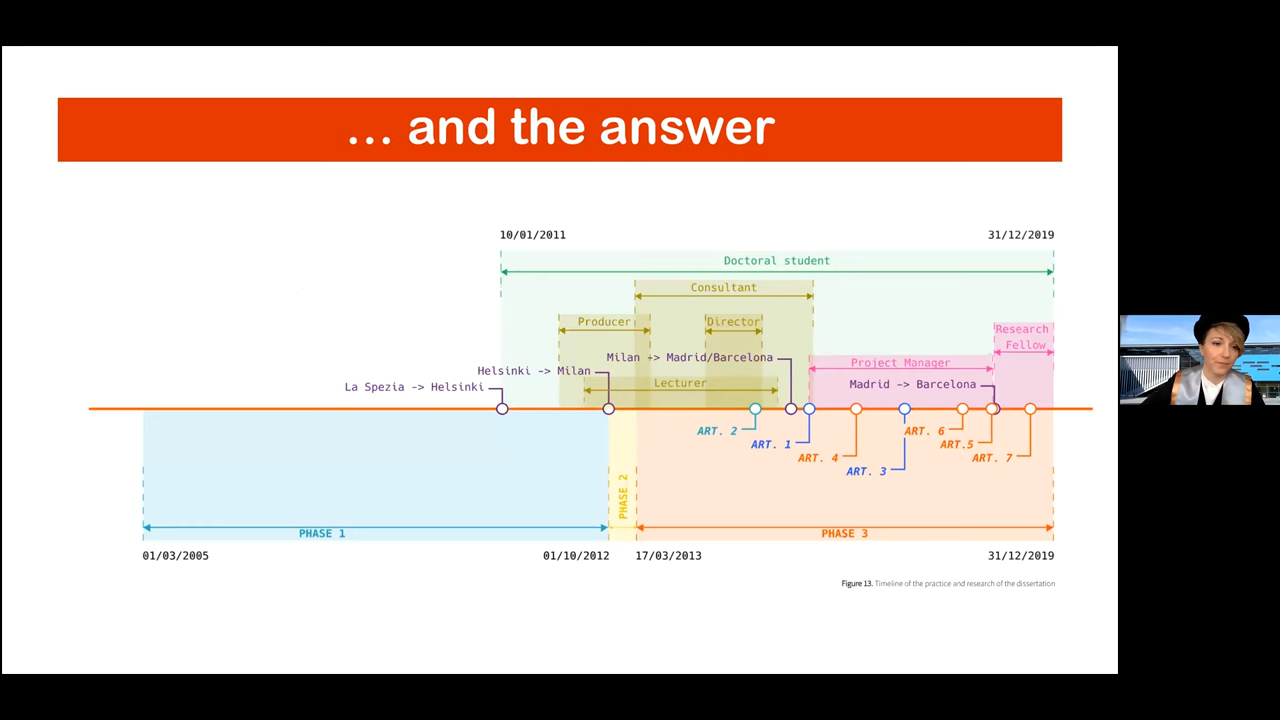 ... and the answer
10/01/2011
31/12/2019
Doctoral student
Consultant
Producer
Director
Research
Fellow
Milan -> Madrid/Barcelona
Project Manager
Helsinki -> Milan
Lecturer
Madrid -> Barcelona
La Spezia -> Helsinki
ART. 2
ART. 6
ART. 1
ART.5
ART. 4
ART. 7
ART. 3
PHASE 2
PHASE 1
PHASE 3
01/03/2005
01/10/2012
17/03/2013
31/12/2019
Figure 13. Timeline of the practice and research of the dissertation